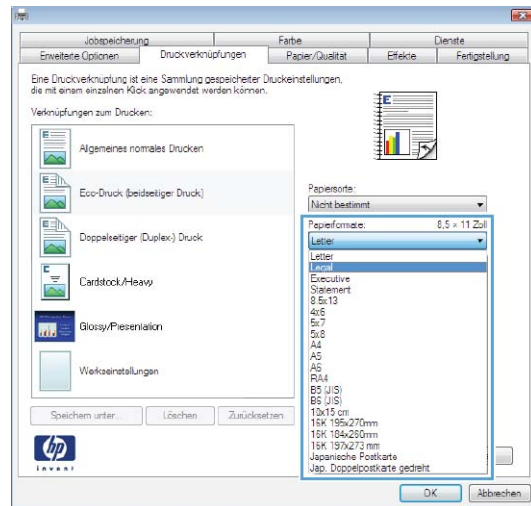 Jobspeicherung Farbe Dienste
Erweiterte Optionen Druckverknüpfungen Papier/Qualität Effekte Fertigstellung
Eine Druckverknüpfung ist eine Sammlung gespeicherter Druckeinstellungen,
die mit einem einzelnen Klick angewendet werden können.
Verknüpfungen zum Drucken:
Algemeines normales Drucken
Eco-Druck (beidseitiger Druck)
Doppelseitiger (Duplex-) Druck
Cardstock/Heavy
Glossy/Presentation
Werkseinstellungen
Speichern unter... Löschen Zurücksetzen
hp
invent
Papiersorte:
Nicht bestimmt
Papierformate: 8,5 × 11 Zoll
Letter
Letter
Legal
Executive
Statement
8.5x13
4x6
5x7
5x8
A4
A5
A6
RA4
B5 (JIS)
B6 (JIS)
10x15 cm
16K 195x270mm
16K 184x260mm
16K 197x273 mm
Japanische Postkarte
Jap. Doppelpostkarte gedreht
OK Abbrechen